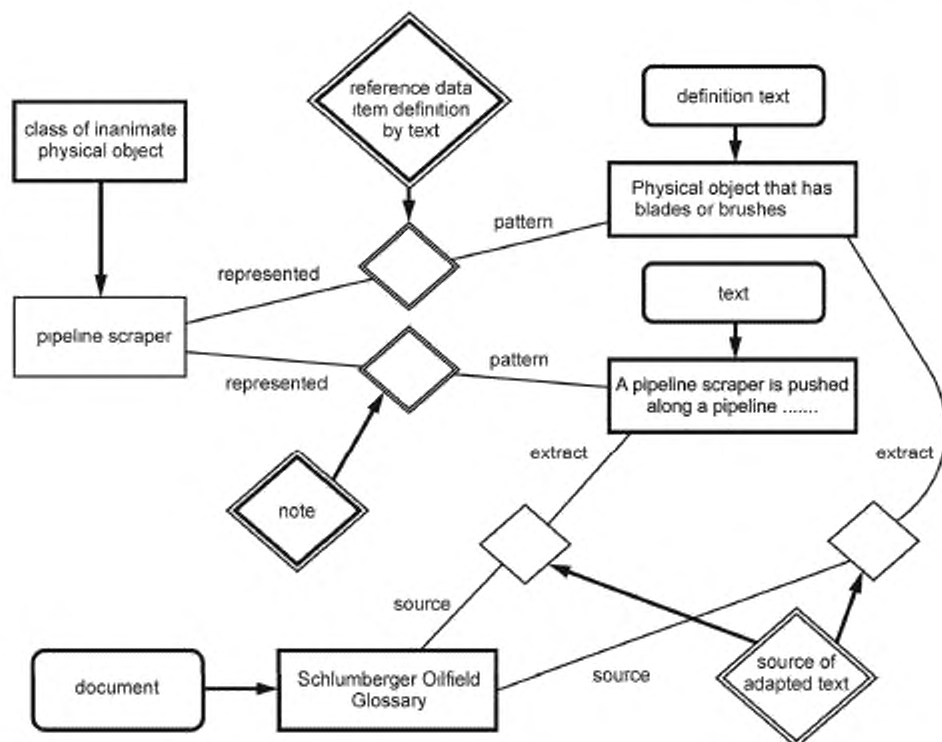 reference data
item definition
by text
definition text
class of inanimate
physical object
Physical object that has
blades or brushes
pattern
represented
text
pipeline scraper
pattern
represented
A pipeline scraper is pushed
along a pipeline .......
extract
extract
note
source
source
document
Schlumberger Oilfield
Glossary
source of
adapted text